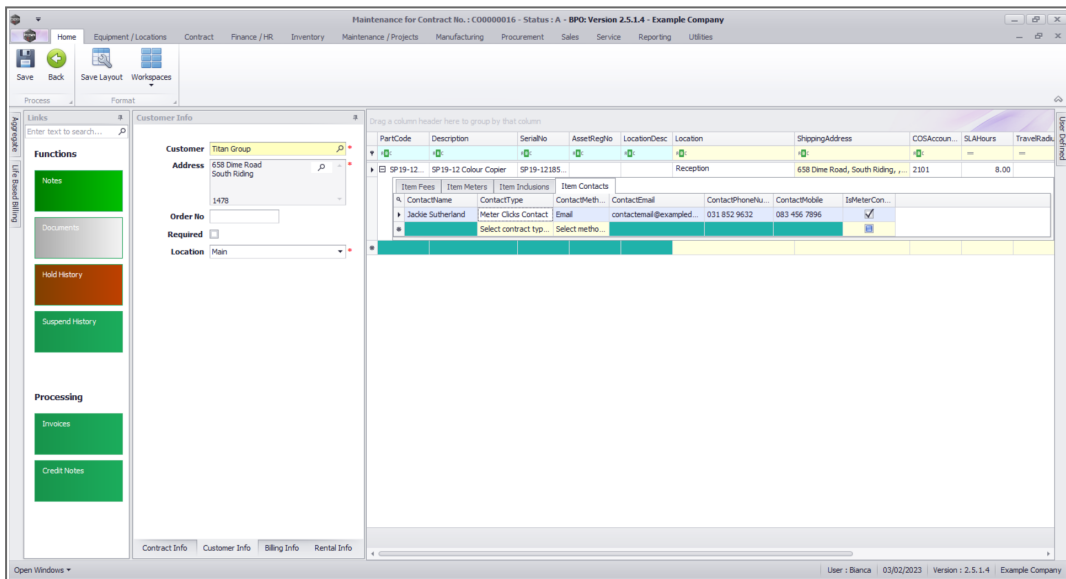 Maintenance for Contract No. : CO0000016 - Status : A - BPO: Version 2.5.1.4 - Example Company
Home Equipment / Locations Contract Finance / HR Inventory Maintenance / Projects Manufacturing Procurement Sales Service Reporting Utilities
Save Back Save Layout Workspaces
Process Format
Aggregate
Life Based Billing
Links
Enter text to search...
Functions
Notes
Documents
Hold History
Suspend History
Processing
Invoices
Credit Notes
Customer Info
Customer Titan Group *
Address 658 Dime Road *
South Riding
1478
Order No
Required
Location Main *
Contract Info Customer Info Billing Info Rental Info
Drag a column header here to group by that column
PartCode Description SerialNo AssetRegNo LocationDesc Location ShippingAddress COSAccoun... SLAHours TravelRadiu
SP19-12... SP19-12 Colour Copier SP19-12185... Reception 658 Dime Road, South Riding, ,... 2101 8.00
Item Fees Item Meters Item Inclusions Item Contacts
ContactName ContactType ContactMeth... ContactEmail ContactPhoneNu... ContactMobile IsMeterCon...
Jackie Sutherland Meter Clicks Contact Email contactemail@exampled... 031 852 9632 083 456 7896
Select contract typ... Select metho...
User Defined
Open Windows User : Bianca 03/02/2023 Version : 2.5.1.4 Example Company